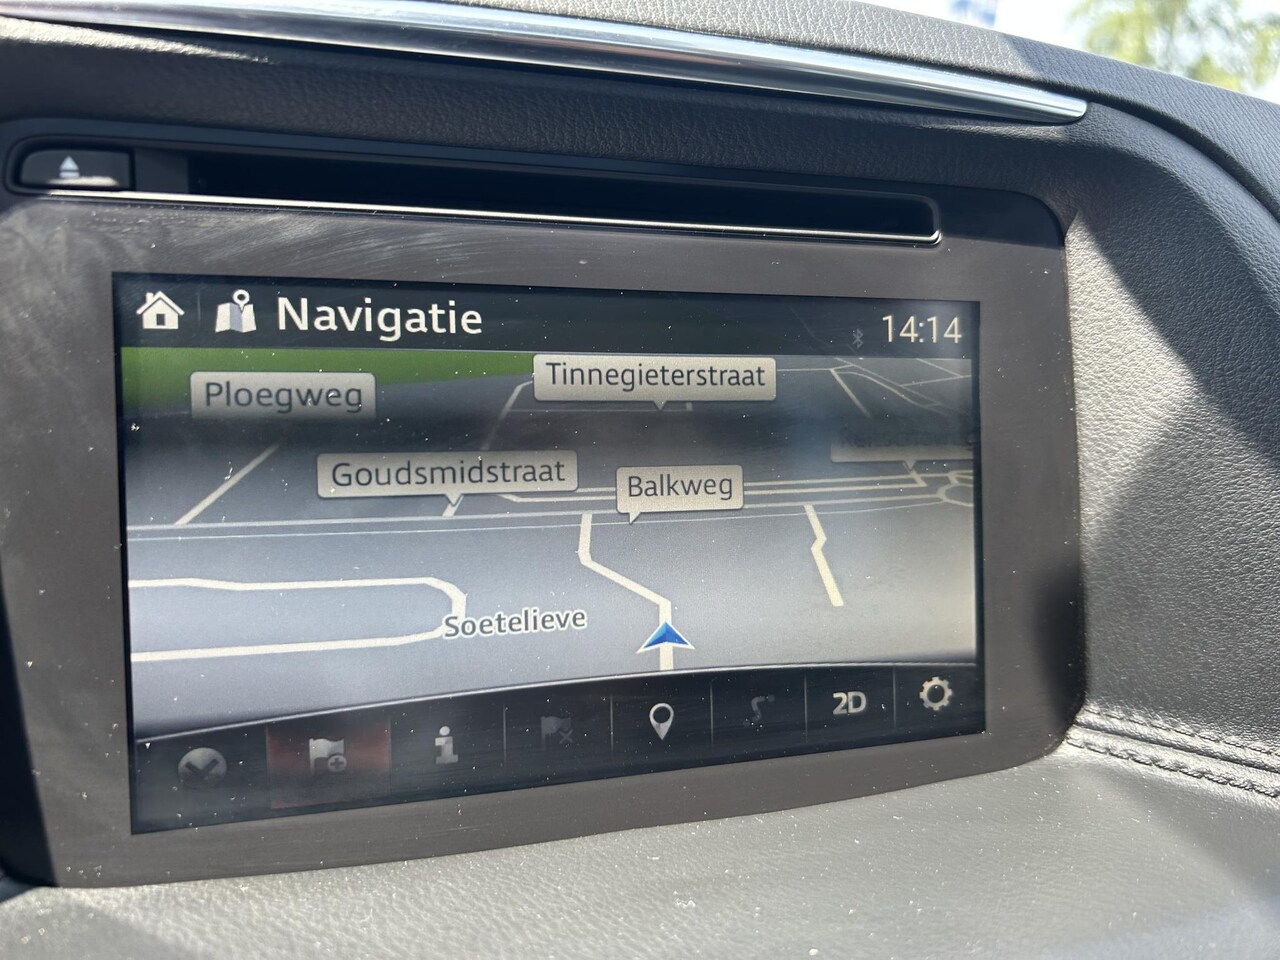 Navigatie
14:14
Ploegweg
Tinnegieterstraat
Goudsmidstraat
Balkweg
Soetelieve
2D